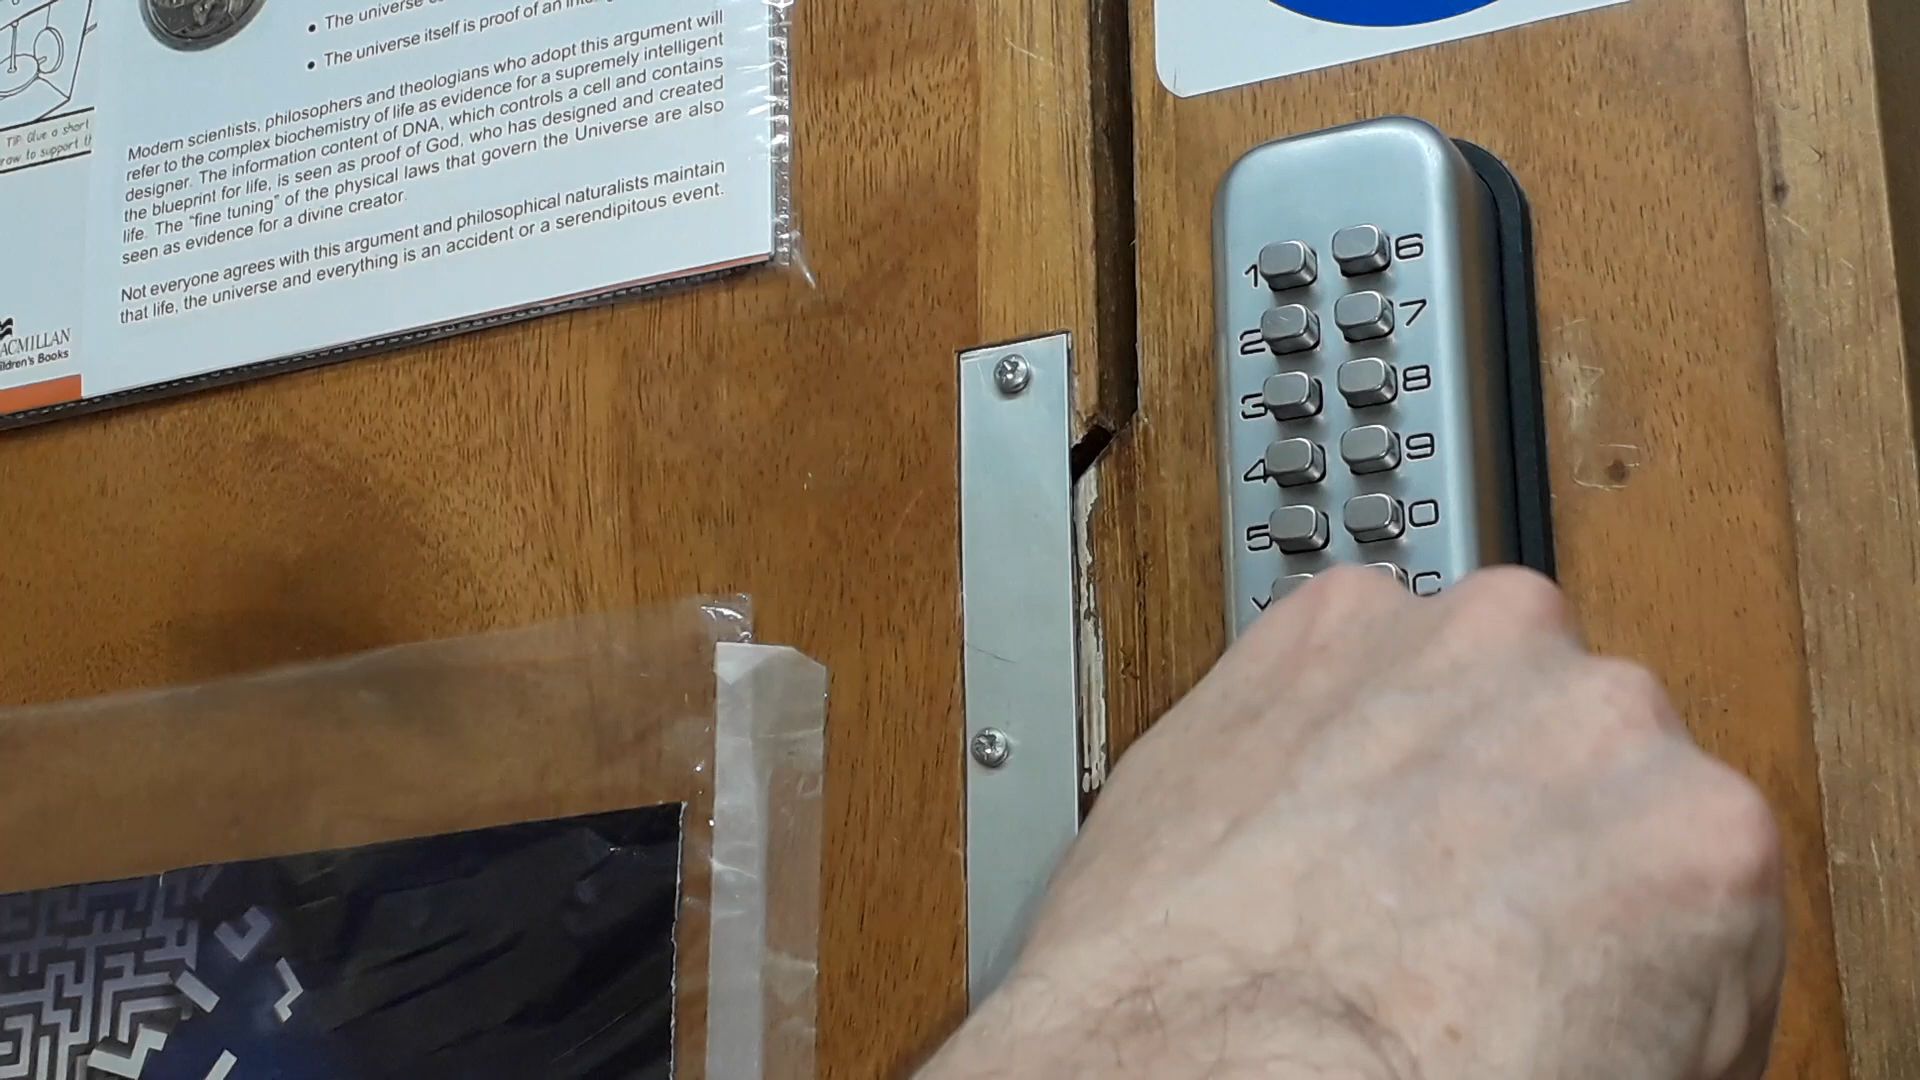 The universe
The universe itself is proof of an
Modern scientists, philosophers and theologians who adopt this argument will
refer to the complex biochemistry of life as evidence for a supremely intelligent
designer. The information content of DNA, which controls a cell and contains
the blueprint for life, is seen as proof of God, who has designed and created
life. The "fine tuning" of the physical laws that govern the Universe are also
seen as evidence for a divine creator.
Not everyone agrees with this argument and philosophical naturalists maintain
that life, the universe and everything is an accident or a serendipitous event.
TIP: Glue a short
to support
ACMILLAN
ildren's Books
1 6
2 7
3 8
4 9
5 0
Y C